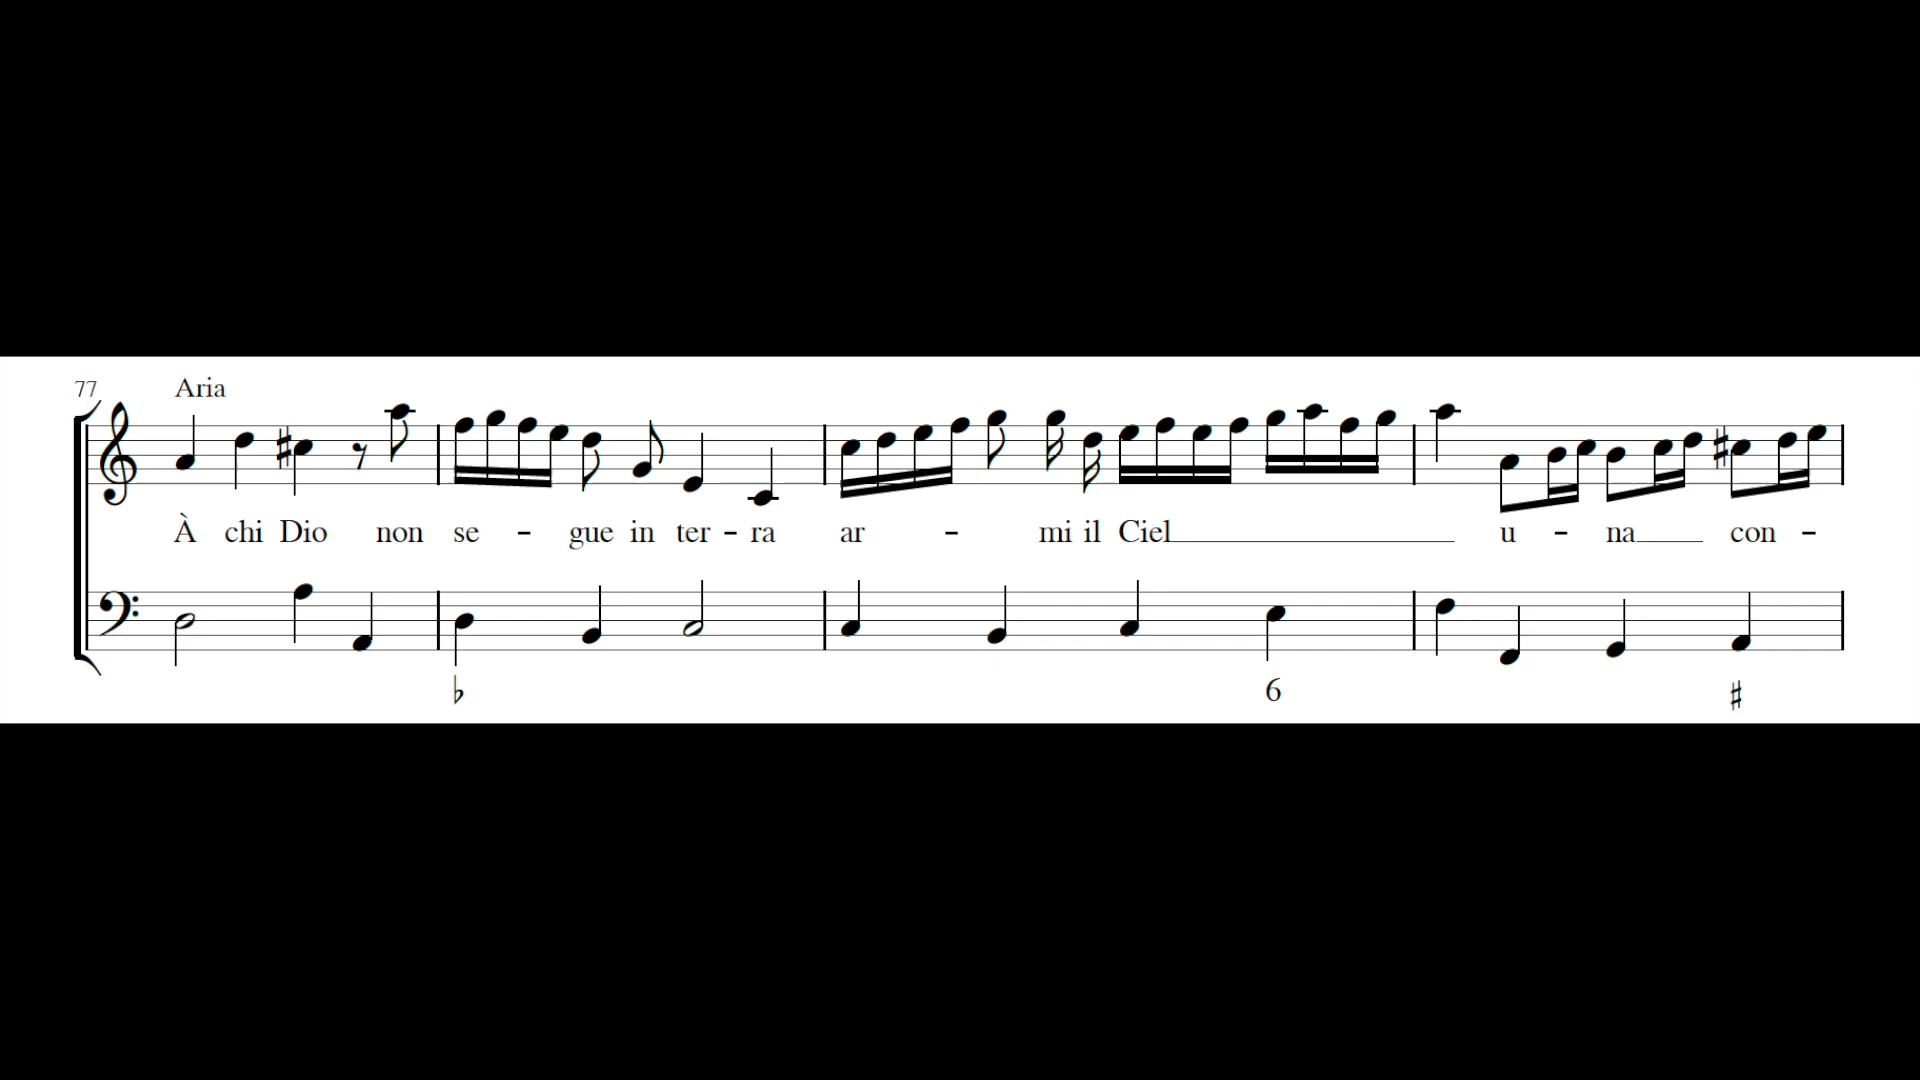 77 Aria
À chi Dio non se - gue in ter - ra ar - mi il Ciel u - na con -
♭ 6 ♯